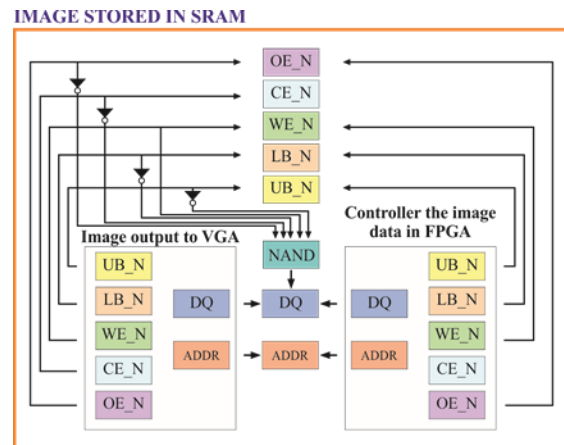 IMAGE STORED IN SRAM
OE_N
CE_N
WE_N
LB_N
UB_N
Image output to VGA
Controller the image
data in FPGA
NAND
UB_N
LB_N
WE_N
CE_N
OE_N
DQ
ADDR
DQ
ADDR
DQ
ADDR
UB_N
LB_N
WE_N
CE_N
OE_N